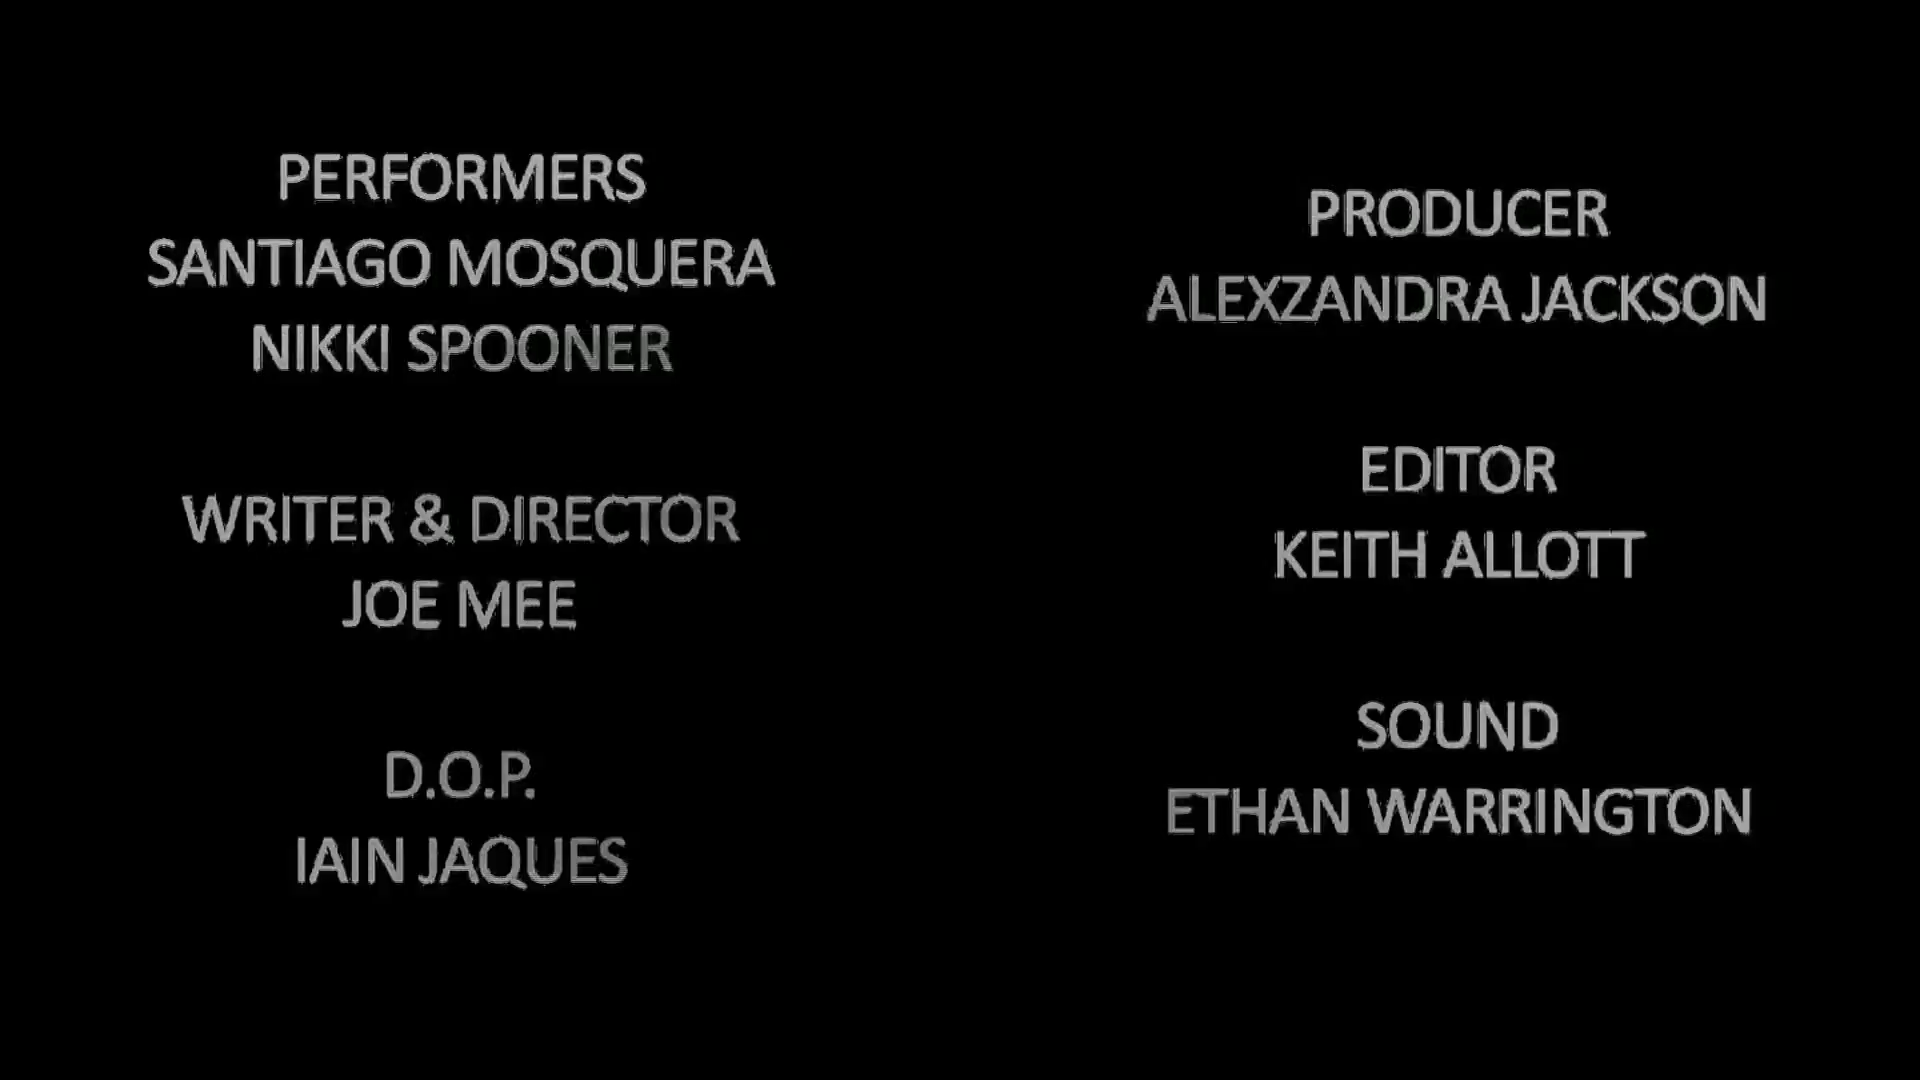 PERFORMERS
SANTIAGO MOSQUERA
NIKKI SPOONER
WRITER & DIRECTOR
JOE MEE
D.O.P.
IAIN JAQUES
PRODUCER
ALEXZANDRA JACKSON
EDITOR
KEITH ALLOTT
SOUND
ETHAN WARRINGTON